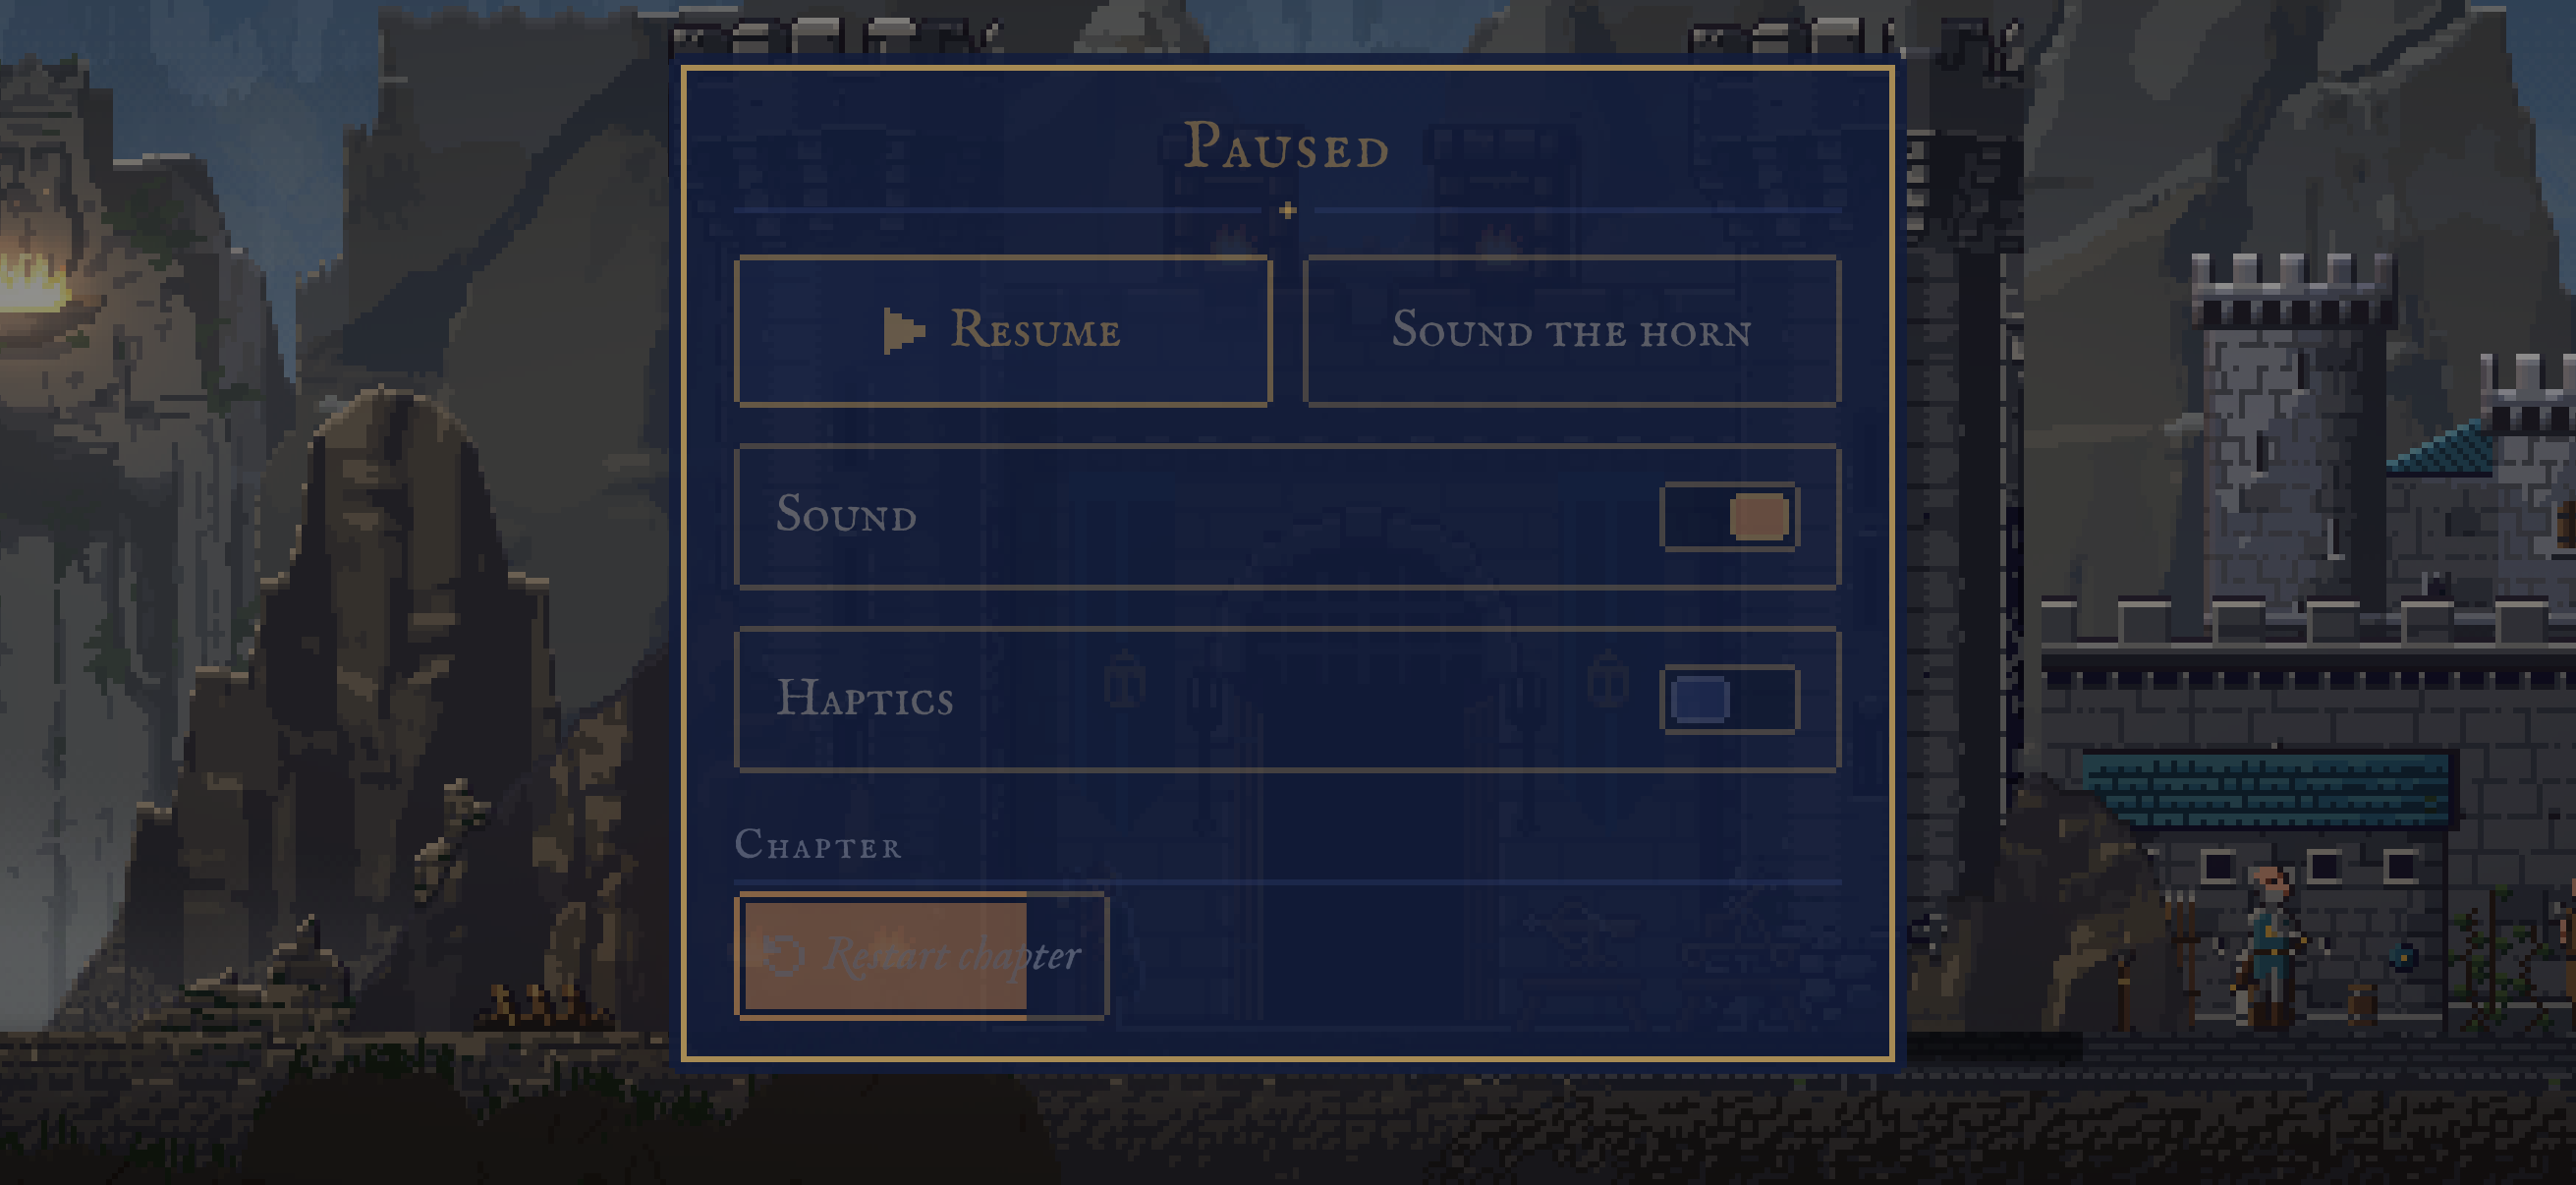 Paused
Resume
Sound the horn
Sound
Haptics
Chapter
Restart chapter